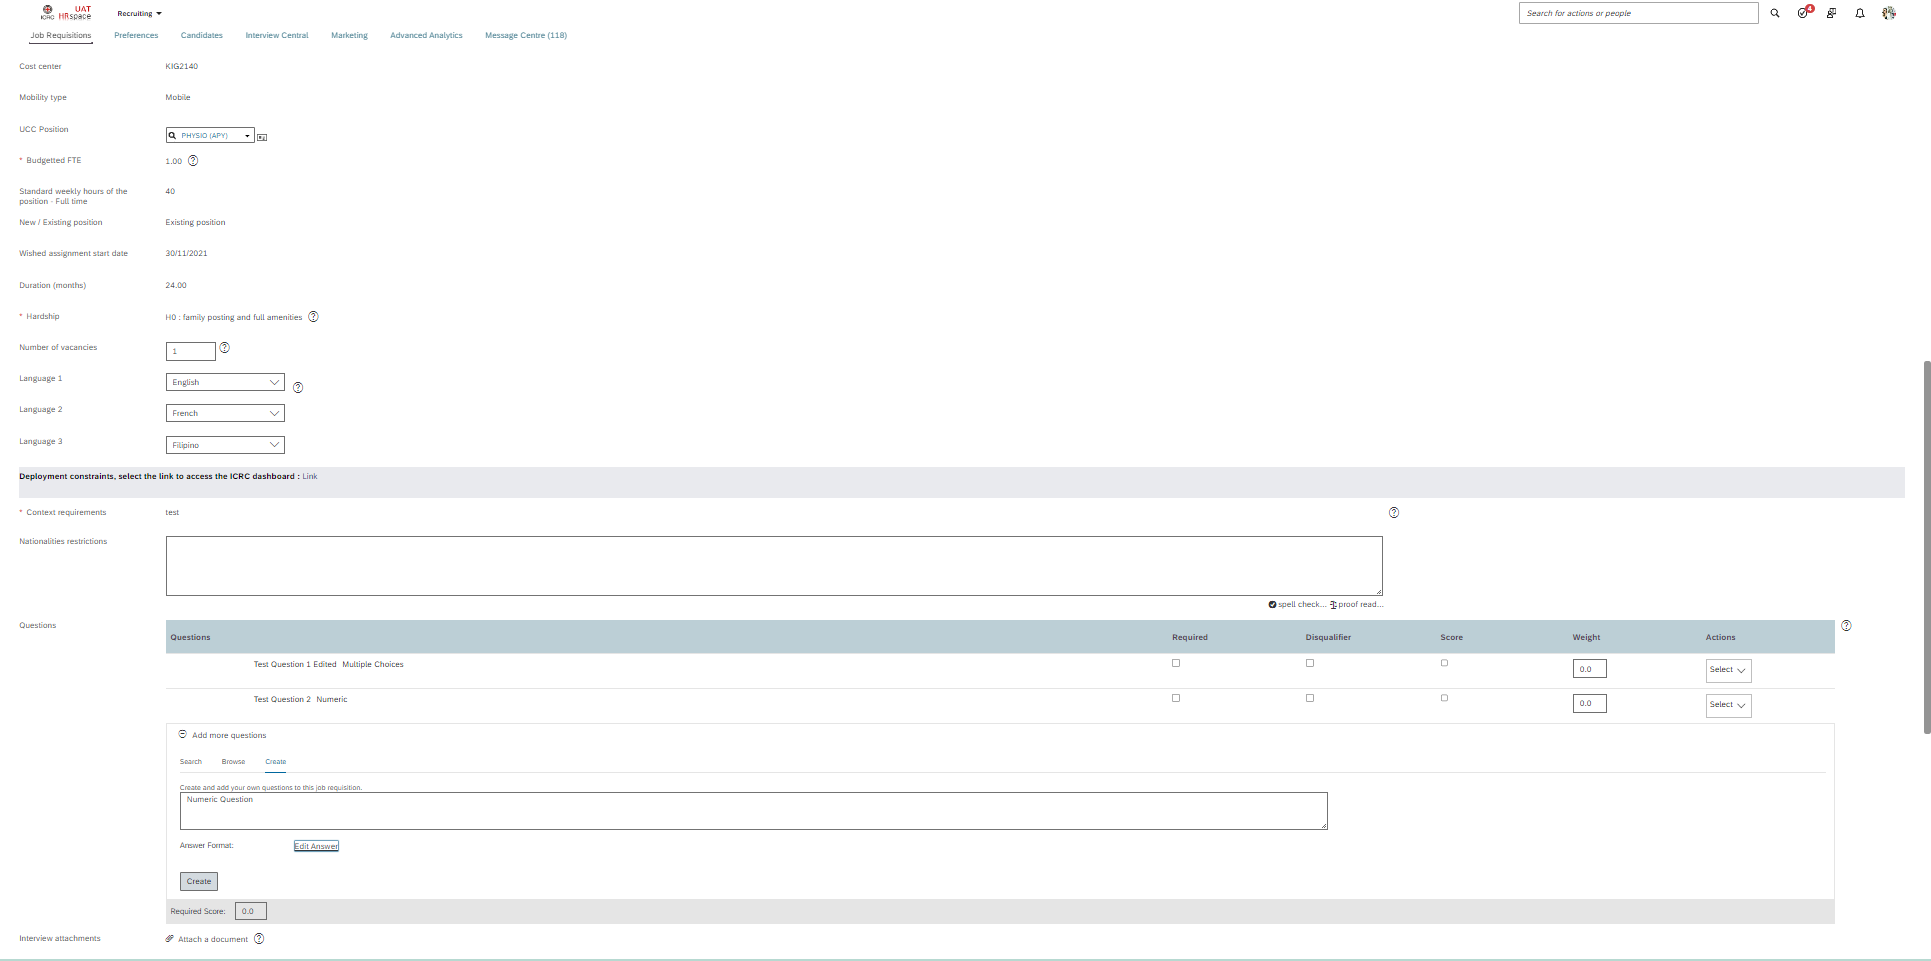 ICRC
UAT
HRspace
Recruiting
Search for actions or people
4
Job Requisitions
Preferences
Candidates
Interview Central
Marketing
Advanced Analytics
Message Centre (118)
Cost center
KIG2140
Mobility type
Mobile
UCC Position
PHYSIO (APY)
* Budgetted FTE
1.00
Standard weekly hours of the
position - Full time
40
New / Existing position
Existing position
Wished assignment start date
30/11/2021
Duration (months)
24.00
* Hardship
H0 : family posting and full amenities
Number of vacancies
1
Language 1
English
Language 2
French
Language 3
Filipino
Deployment constraints, select the link to access the ICRC dashboard : Link
* Context requirements
test
Nationalities restrictions
spell check... proof read...
Questions
Questions
Required
Disqualifier
Score
Weight
Actions
Test Question 1 Edited Multiple Choices
0.0
Select
Test Question 2 Numeric
0.0
Select
Add more questions
Search
Browse
Create
Create and add your own questions to this job requisition.
Numeric Question
Answer Format:
Edit Answer
Create
Required Score:
0.0
Interview attachments
Attach a document